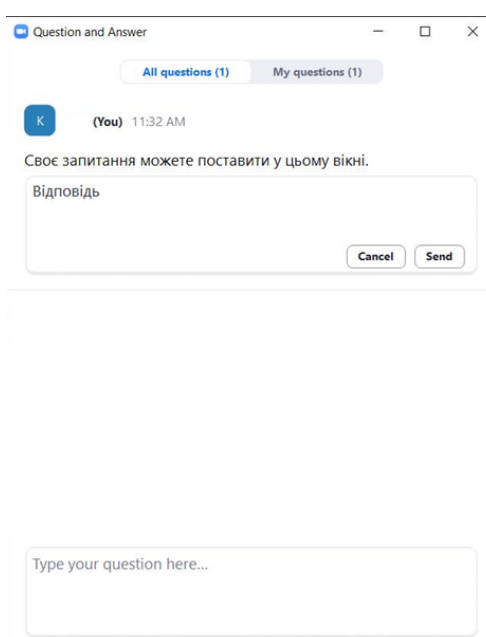 Question and Answer
All questions (1) My questions (1)
K
(You) 11:32 AM
Своє запитання можете поставити у цьому вікні.
Відповідь
Cancel Send
Type your question here...